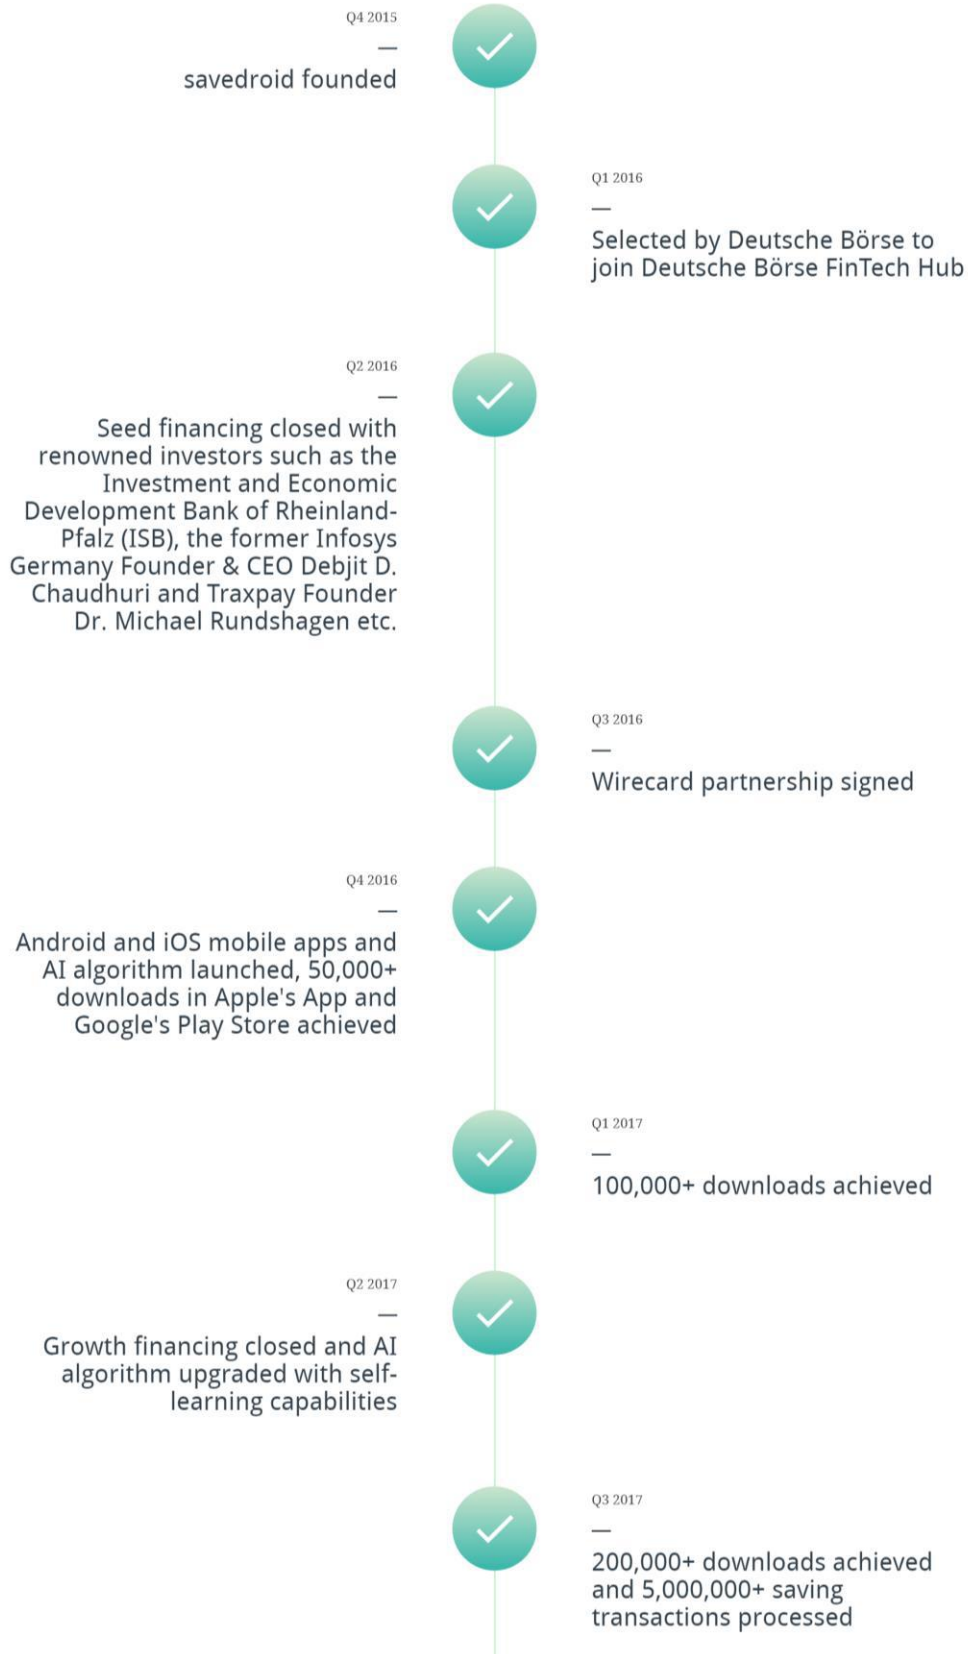 Q4 2015
—
savedroid founded
Q1 2016
—
Selected by Deutsche Börse to
join Deutsche Börse FinTech Hub
Q2 2016
—
Seed financing closed with
renowned investors such as the
Investment and Economic
Development Bank of Rheinland-
Pfalz (ISB), the former Infosys
Germany Founder & CEO Debjit D.
Chaudhuri and Traxpay Founder
Dr. Michael Rundshagen etc.
Q3 2016
—
Wirecard partnership signed
Q4 2016
—
Android and iOS mobile apps and
AI algorithm launched, 50,000+
downloads in Apple's App and
Google's Play Store achieved
Q1 2017
—
100,000+ downloads achieved
Q2 2017
—
Growth financing closed and AI
algorithm upgraded with self-
learning capabilities
Q3 2017
—
200,000+ downloads achieved
and 5,000,000+ saving
transactions processed